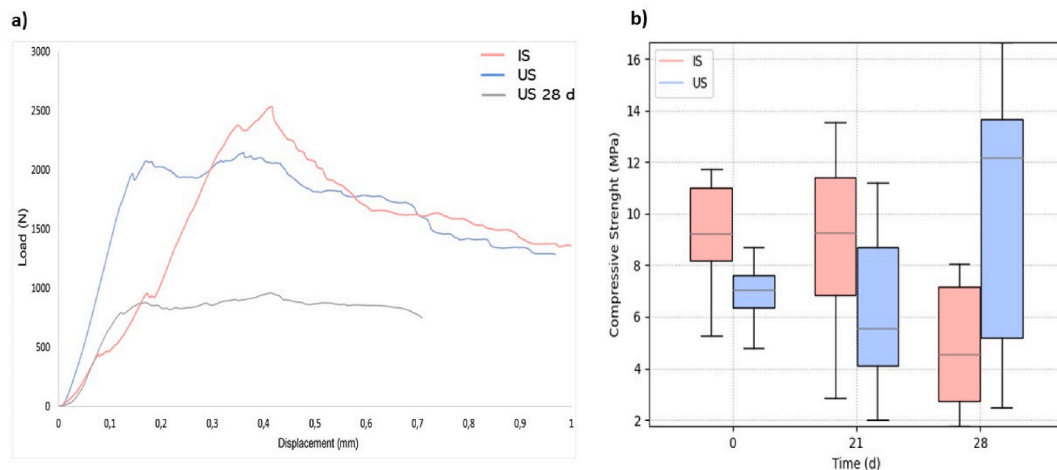 a)
3000
2500
2000
1500
1000
500
0
Load (N)
0
0,1
0,2
0,3
0,4
0,5
0,6
0,7
0,8
0,9
1
Displacement (mm)
IS
US
US 28 d
b)
16
14
12
10
8
6
4
2
Compressive Strenght (MPa)
0
21
28
Time (d)
IS
US